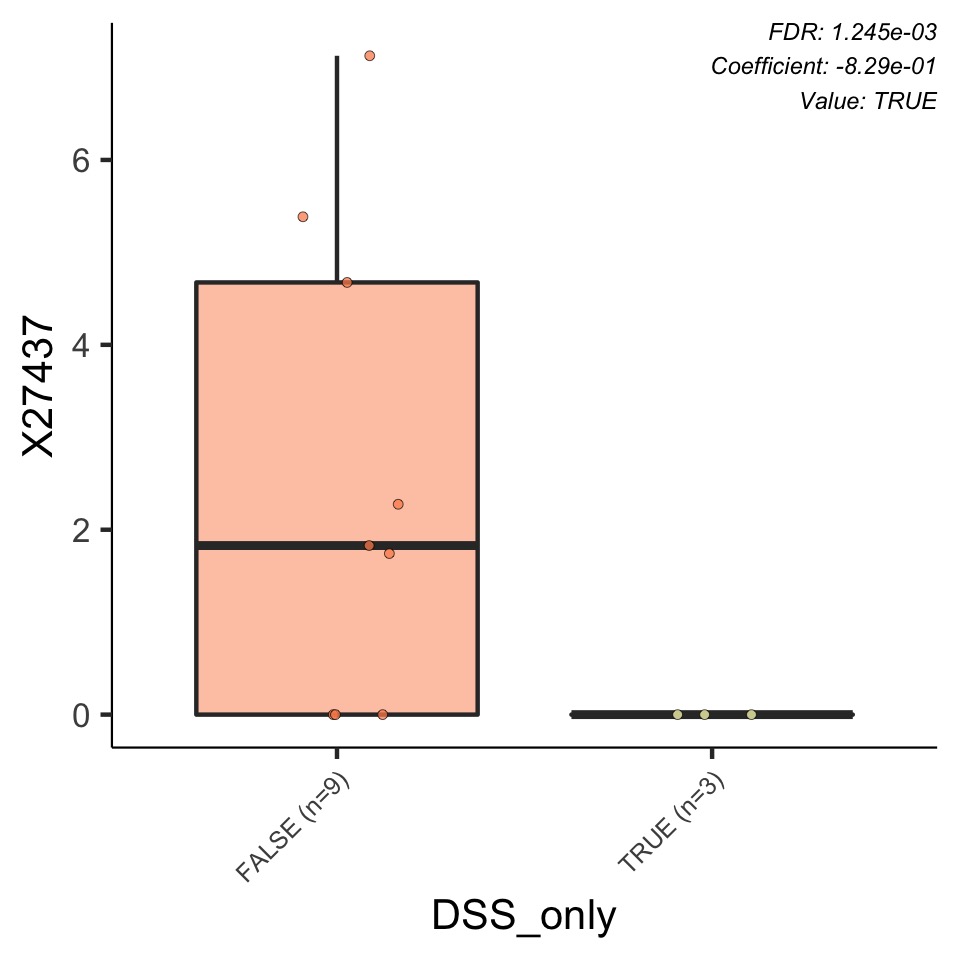 FDR: 1.245e-03
Coefficient: -8.29e-01
Value: TRUE
X27437
6
4
2
0
FALSE (n=9)
TRUE (n=3)
DSS_only